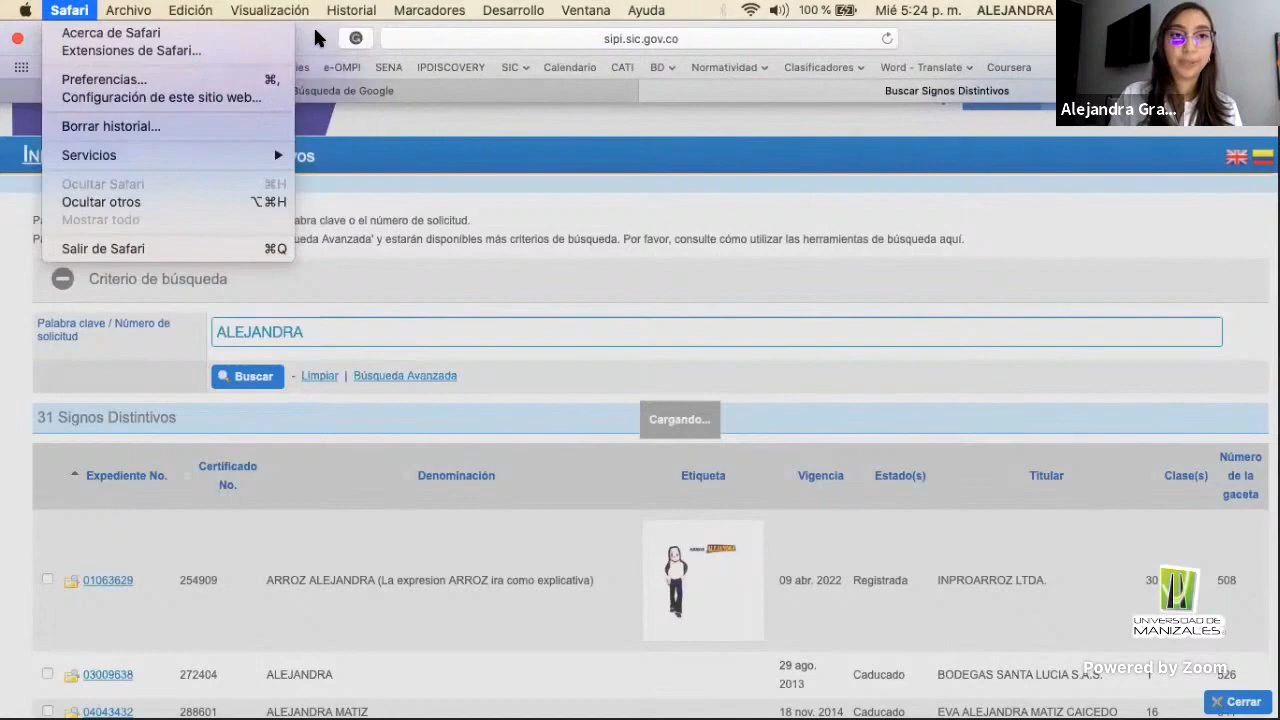 Safari Archivo Edición Visualización Historial Marcadores Desarrollo Ventana Ayuda 100 % Mié 5:24 p. m. ALEJANDRA
Acerca de Safari
Extensiones de Safari...
Preferencias... ⌘,
Configuración de este sitio web...
Borrar historial...
Servicios
Ocultar Safari ⌘H
Ocultar otros ⌥⌘H
Mostrar todo
Salir de Safari ⌘Q
sipi.sic.gov.co
e-OMPI SENA IPDISCOVERY SIC Calendario CATI BD Normatividad Clasificadores Word - Translate Coursera
Búsqueda de Google Buscar Signos Distintivos
Alejandra Gra...
abra clave o el número de solicitud.
ueda Avanzada' y estarán disponibles más criterios de búsqueda. Por favor, consulte cómo utilizar las herramientas de búsqueda aquí.
Criterio de búsqueda
Palabra clave / Número de
solicitud
ALEJANDRA
Buscar - Limpiar | Búsqueda Avanzada
31 Signos Distintivos
Cargando...
Expediente No. Certificado No. Denominación Etiqueta Vigencia Estado(s) Titular Clase(s) Número de la gaceta
01063629 254909 ARROZ ALEJANDRA (La expresion ARROZ ira como explicativa) ARROZ ALEJANDRA 09 abr. 2022 Registrada INPROARROZ LTDA. 30 508
03009638 272404 ALEJANDRA 29 ago. 2013 Caducado BODEGAS SANTA LUCIA S.A.S. 526
04043432 288601 ALEJANDRA MATIZ 18 nov. 2014 Caducado EVA ALEJANDRA MATIZ CAICEDO 16
UNIVERSIDAD DE
MANIZALES
Powered by Zoom
Cerrar